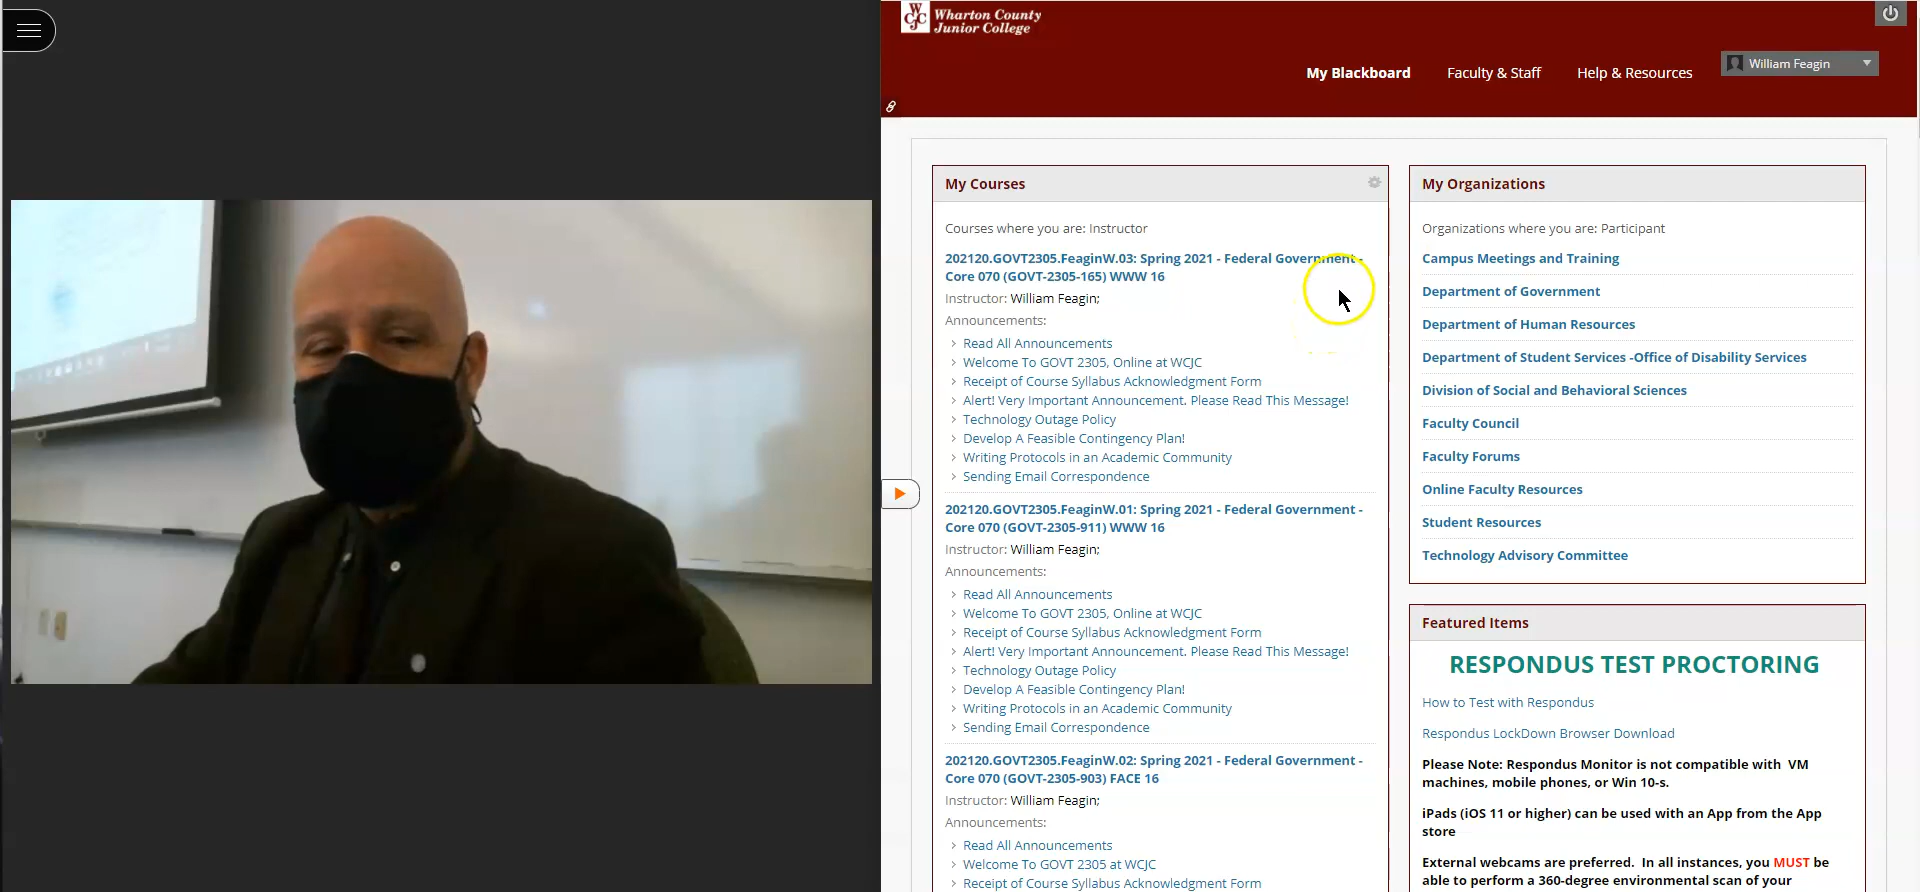 WCJC
Wharton County
Junior College
My Blackboard
Faculty & Staff
Help & Resources
William Feagin
My Courses
Courses where you are: Instructor
202120.GOVT2305.FeaginW.03: Spring 2021 - Federal Government -
Core 070 (GOVT-2305-165) WWW 16
Instructor: William Feagin;
Announcements:
Read All Announcements
Welcome To GOVT 2305, Online at WCJC
Receipt of Course Syllabus Acknowledgment Form
Alert! Very Important Announcement. Please Read This Message!
Technology Outage Policy
Develop A Feasible Contingency Plan!
Writing Protocols in an Academic Community
Sending Email Correspondence
202120.GOVT2305.FeaginW.01: Spring 2021 - Federal Government -
Core 070 (GOVT-2305-911) WWW 16
Instructor: William Feagin;
Announcements:
Read All Announcements
Welcome To GOVT 2305, Online at WCJC
Receipt of Course Syllabus Acknowledgment Form
Alert! Very Important Announcement. Please Read This Message!
Technology Outage Policy
Develop A Feasible Contingency Plan!
Writing Protocols in an Academic Community
Sending Email Correspondence
202120.GOVT2305.FeaginW.02: Spring 2021 - Federal Government -
Core 070 (GOVT-2305-903) FACE 16
Instructor: William Feagin;
Announcements:
Read All Announcements
Welcome To GOVT 2305 at WCJC
Receipt of Course Syllabus Acknowledgment Form
My Organizations
Organizations where you are: Participant
Campus Meetings and Training
Department of Government
Department of Human Resources
Department of Student Services -Office of Disability Services
Division of Social and Behavioral Sciences
Faculty Council
Faculty Forums
Online Faculty Resources
Student Resources
Technology Advisory Committee
Featured Items
RESPONDUS TEST PROCTORING
How to Test with Respondus
Respondus LockDown Browser Download
Please Note: Respondus Monitor is not compatible with VM
machines, mobile phones, or Win 10-s.
iPads (iOS 11 or higher) can be used with an App from the App
store
External webcams are preferred. In all instances, you MUST be
able to perform a 360-degree environmental scan of your